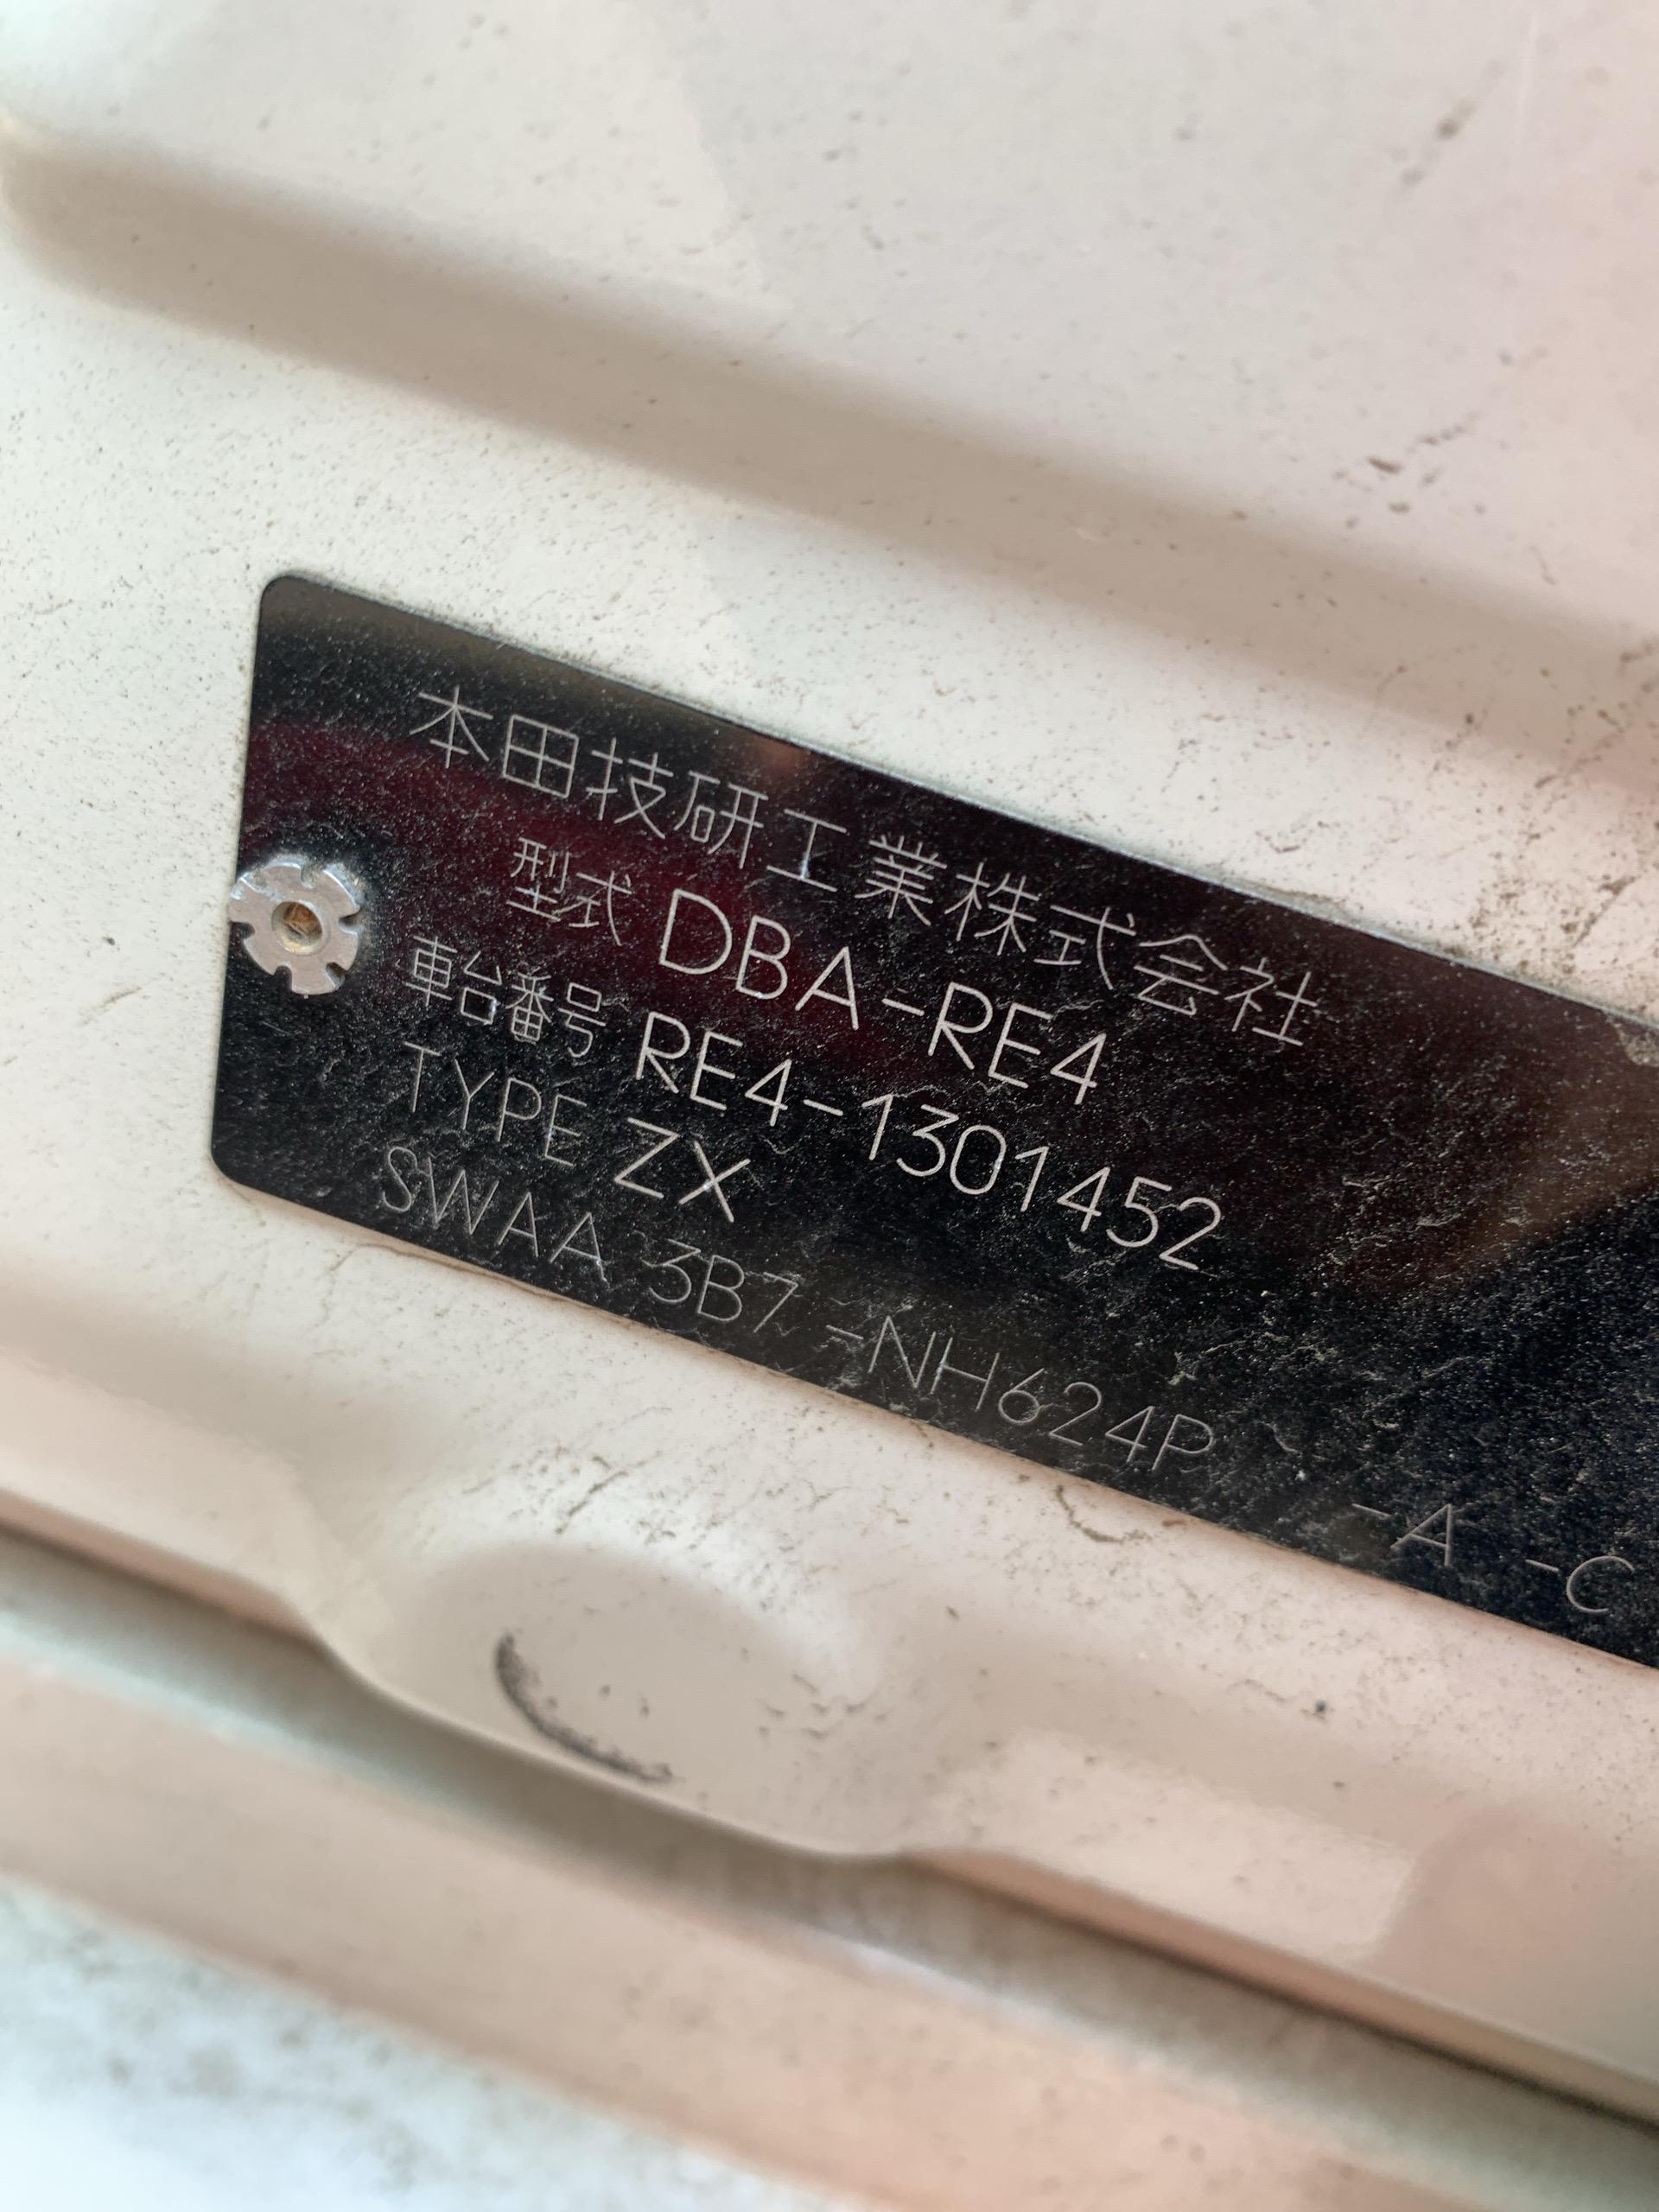 本田技研工業株式会社
型式 DBA-RE4
車台番号 RE4-1301452
TYPE ZX
SWAA 3B7 -NH624P -A -C